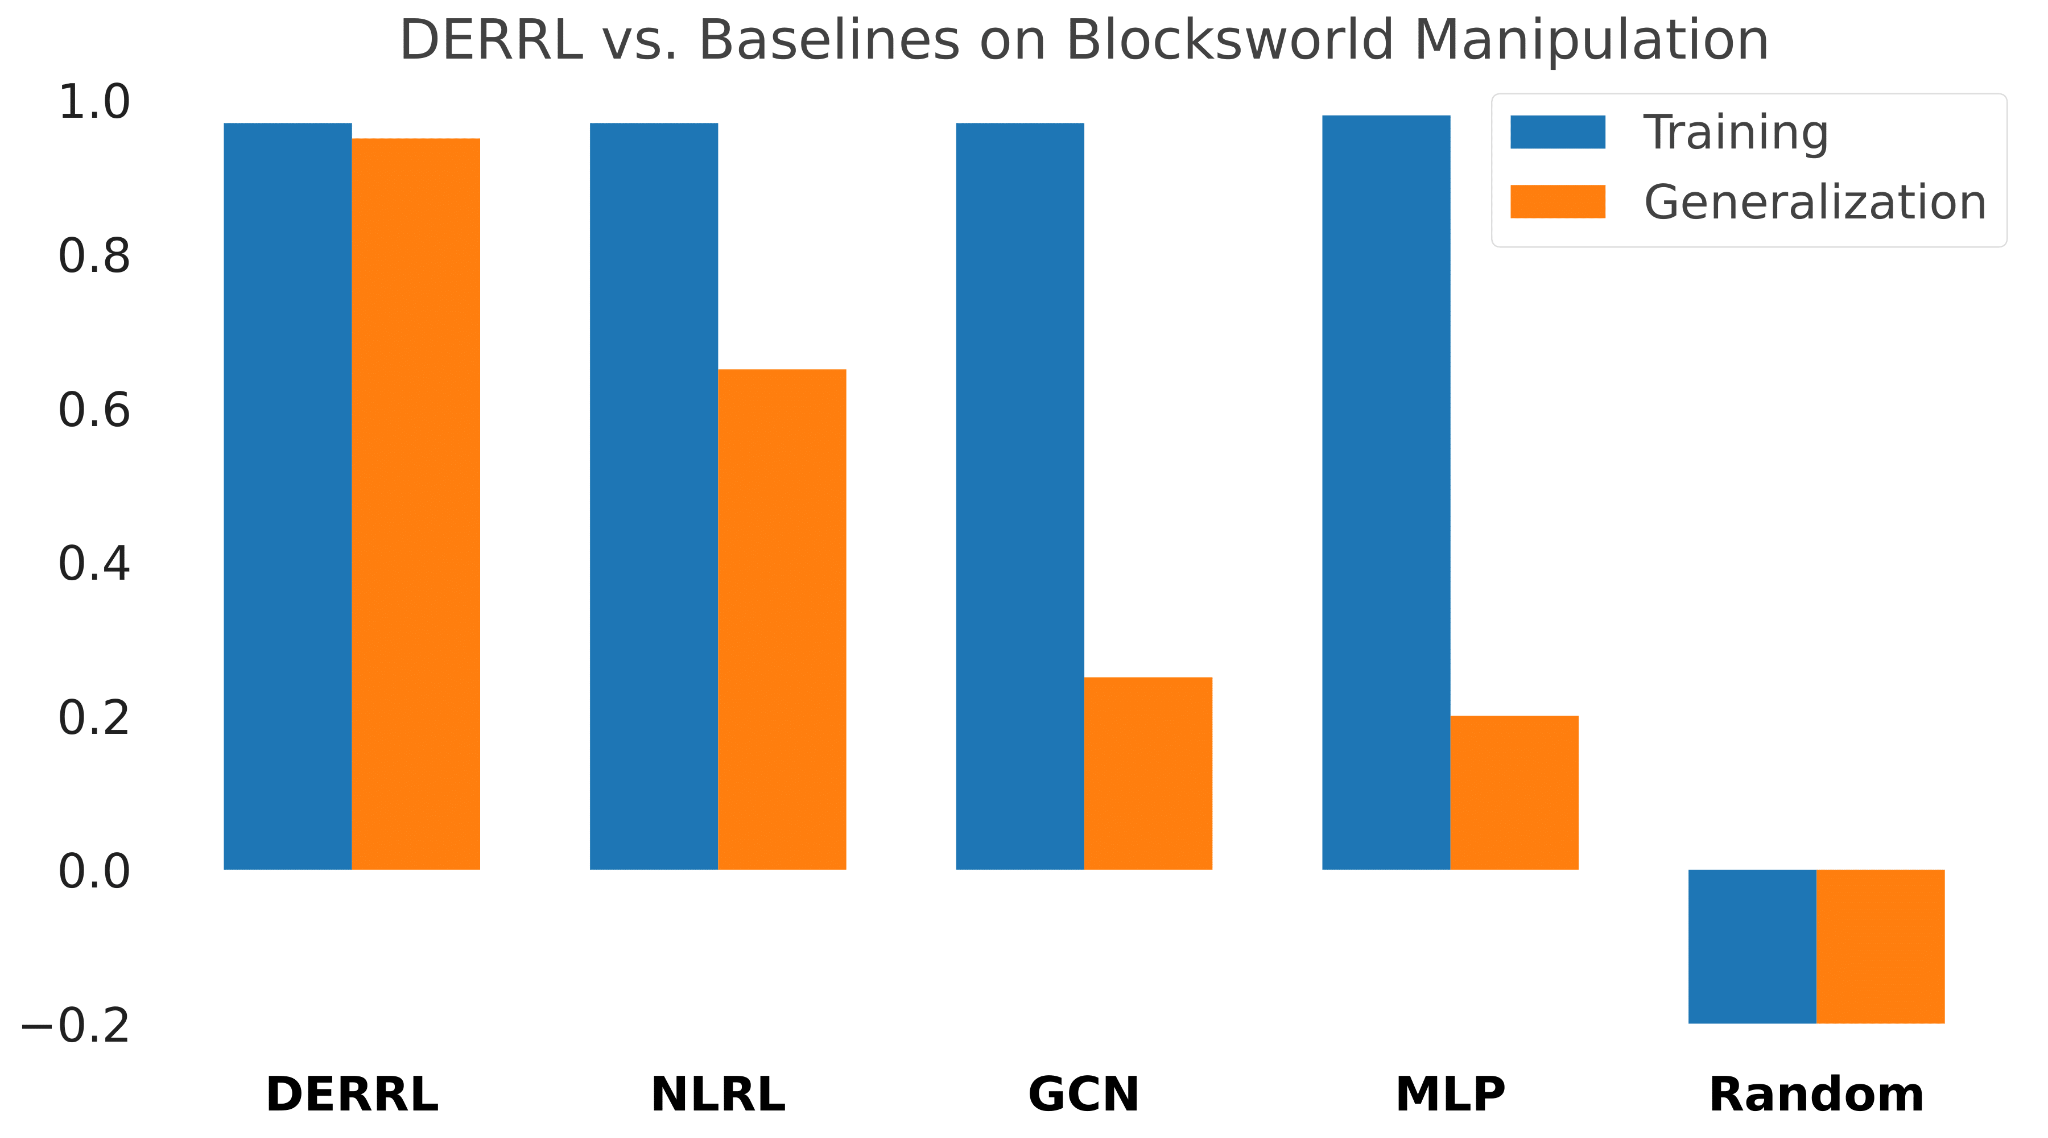 DERRL vs. Baselines on Blocksworld Manipulation
1.0
0.8
0.6
0.4
0.2
0.0
−0.2
Training
Generalization
DERRL NLRL GCN MLP Random